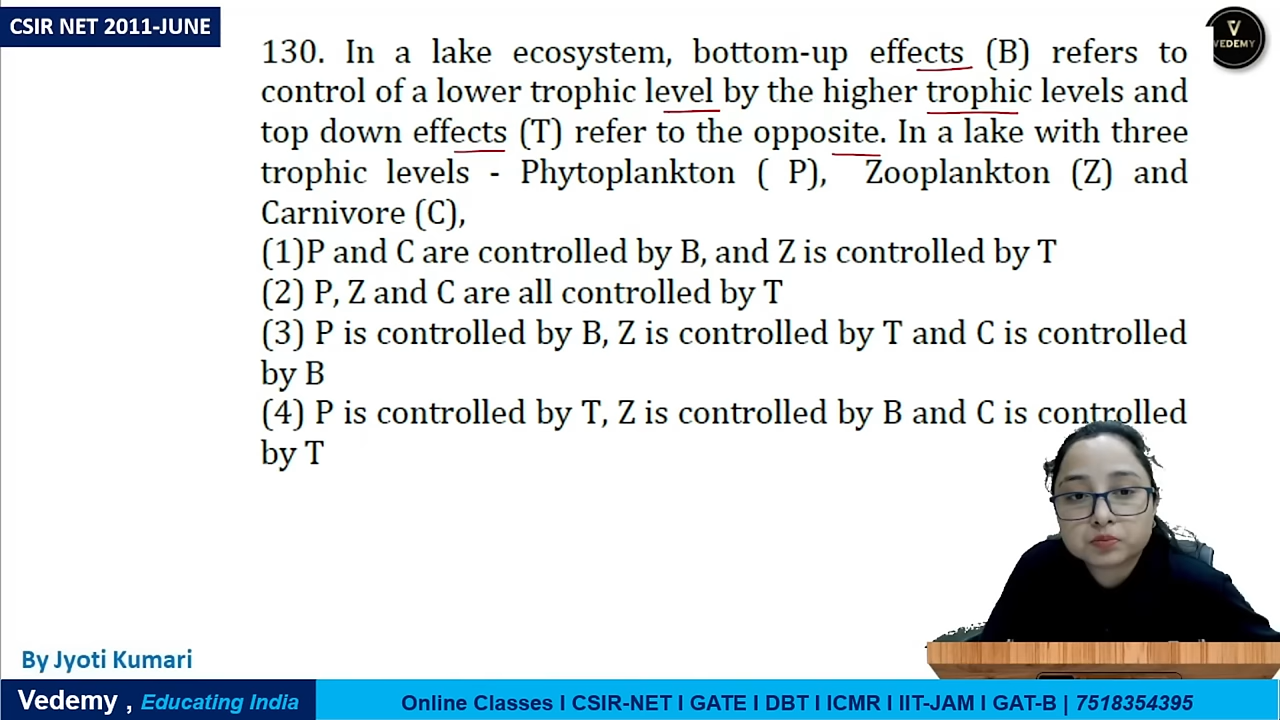 CSIR NET 2011-JUNE
V
VEDEMY
130. In a lake ecosystem, bottom-up effects (B) refers to
control of a lower trophic level by the higher trophic levels and
top down effects (T) refer to the opposite. In a lake with three
trophic levels - Phytoplankton ( P), Zooplankton (Z) and
Carnivore (C),
(1)P and C are controlled by B, and Z is controlled by T
(2) P, Z and C are all controlled by T
(3) P is controlled by B, Z is controlled by T and C is controlled
by B
(4) P is controlled by T, Z is controlled by B and C is controlled
by T
By Jyoti Kumari
Vedemy , Educating India
Online Classes I CSIR-NET I GATE I DBT I ICMR I IIT-JAM I GAT-B | 7518354395